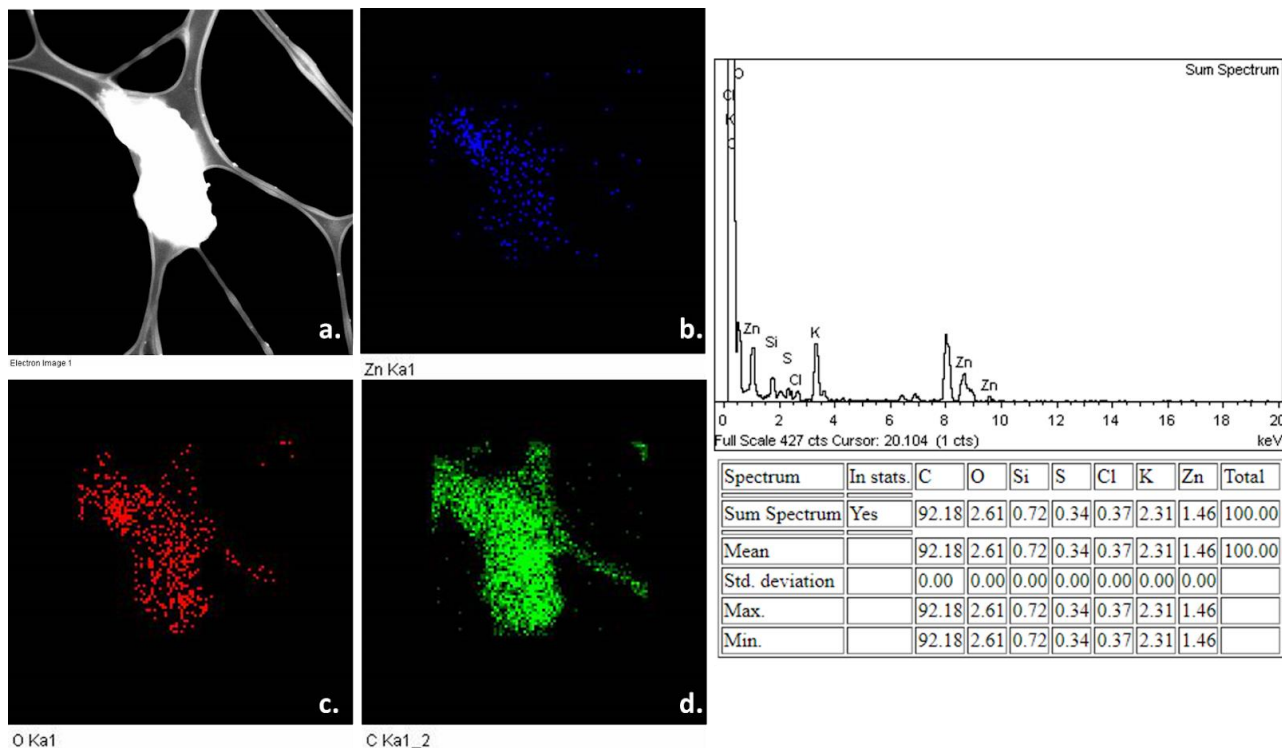 a.
Electron Image 1
b.
Zn Ka1
c.
O Ka1
d.
C Ka1_2
Sum Spectrum
O
Cl
K
C
Zn
Si
S
Cl
K
Zn
Zn
0 2 4 6 8 10 12 14 16 18 20
Full Scale 427 cts Cursor: 20.104 (1 cts) keV
Spectrum In stats. C O Si S Cl K Zn Total
Sum Spectrum Yes 92.18 2.61 0.72 0.34 0.37 2.31 1.46 100.00
Mean 92.18 2.61 0.72 0.34 0.37 2.31 1.46 100.00
Std. deviation 0.00 0.00 0.00 0.00 0.00 0.00 0.00
Max. 92.18 2.61 0.72 0.34 0.37 2.31 1.46
Min. 92.18 2.61 0.72 0.34 0.37 2.31 1.46